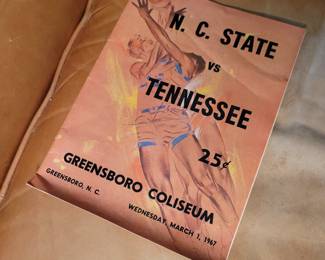 N. C. STATE
VS
TENNESSEE
25¢
GREENSBORO COLISEUM
GREENSBORO, N. C.
WEDNESDAY, MARCH 1, 1967